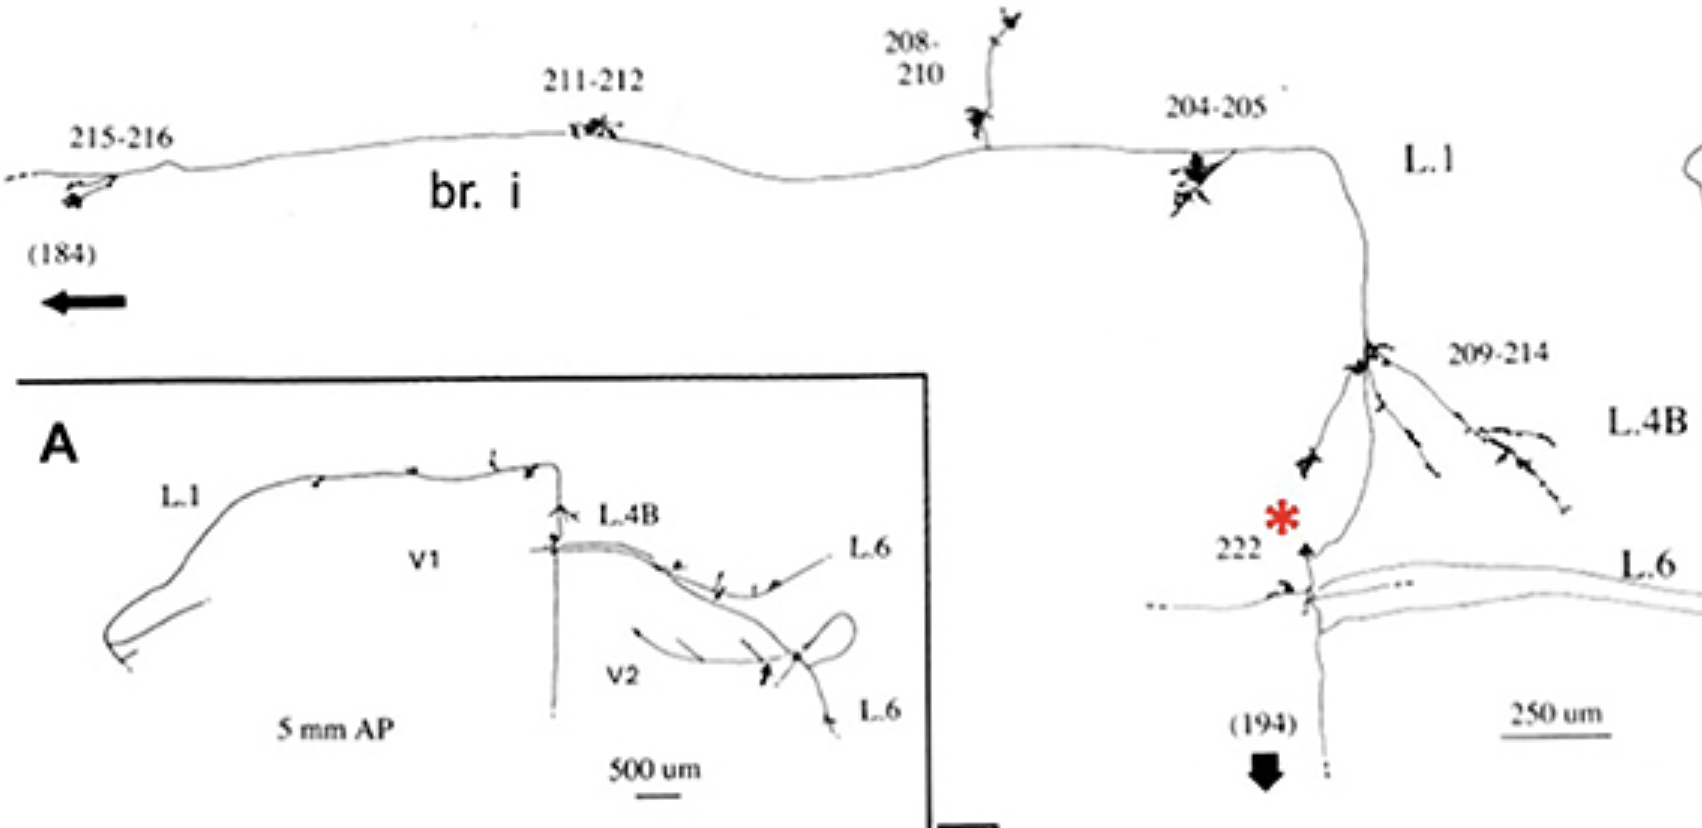 208-
210
211-212
204-205
215-216
L.1
br. i
(184)
209-214
L.4B
A
L.1
L.4B
222
L.6
V1
L.6
V2
L.6
5 mm AP
(194)
250 um
500 um